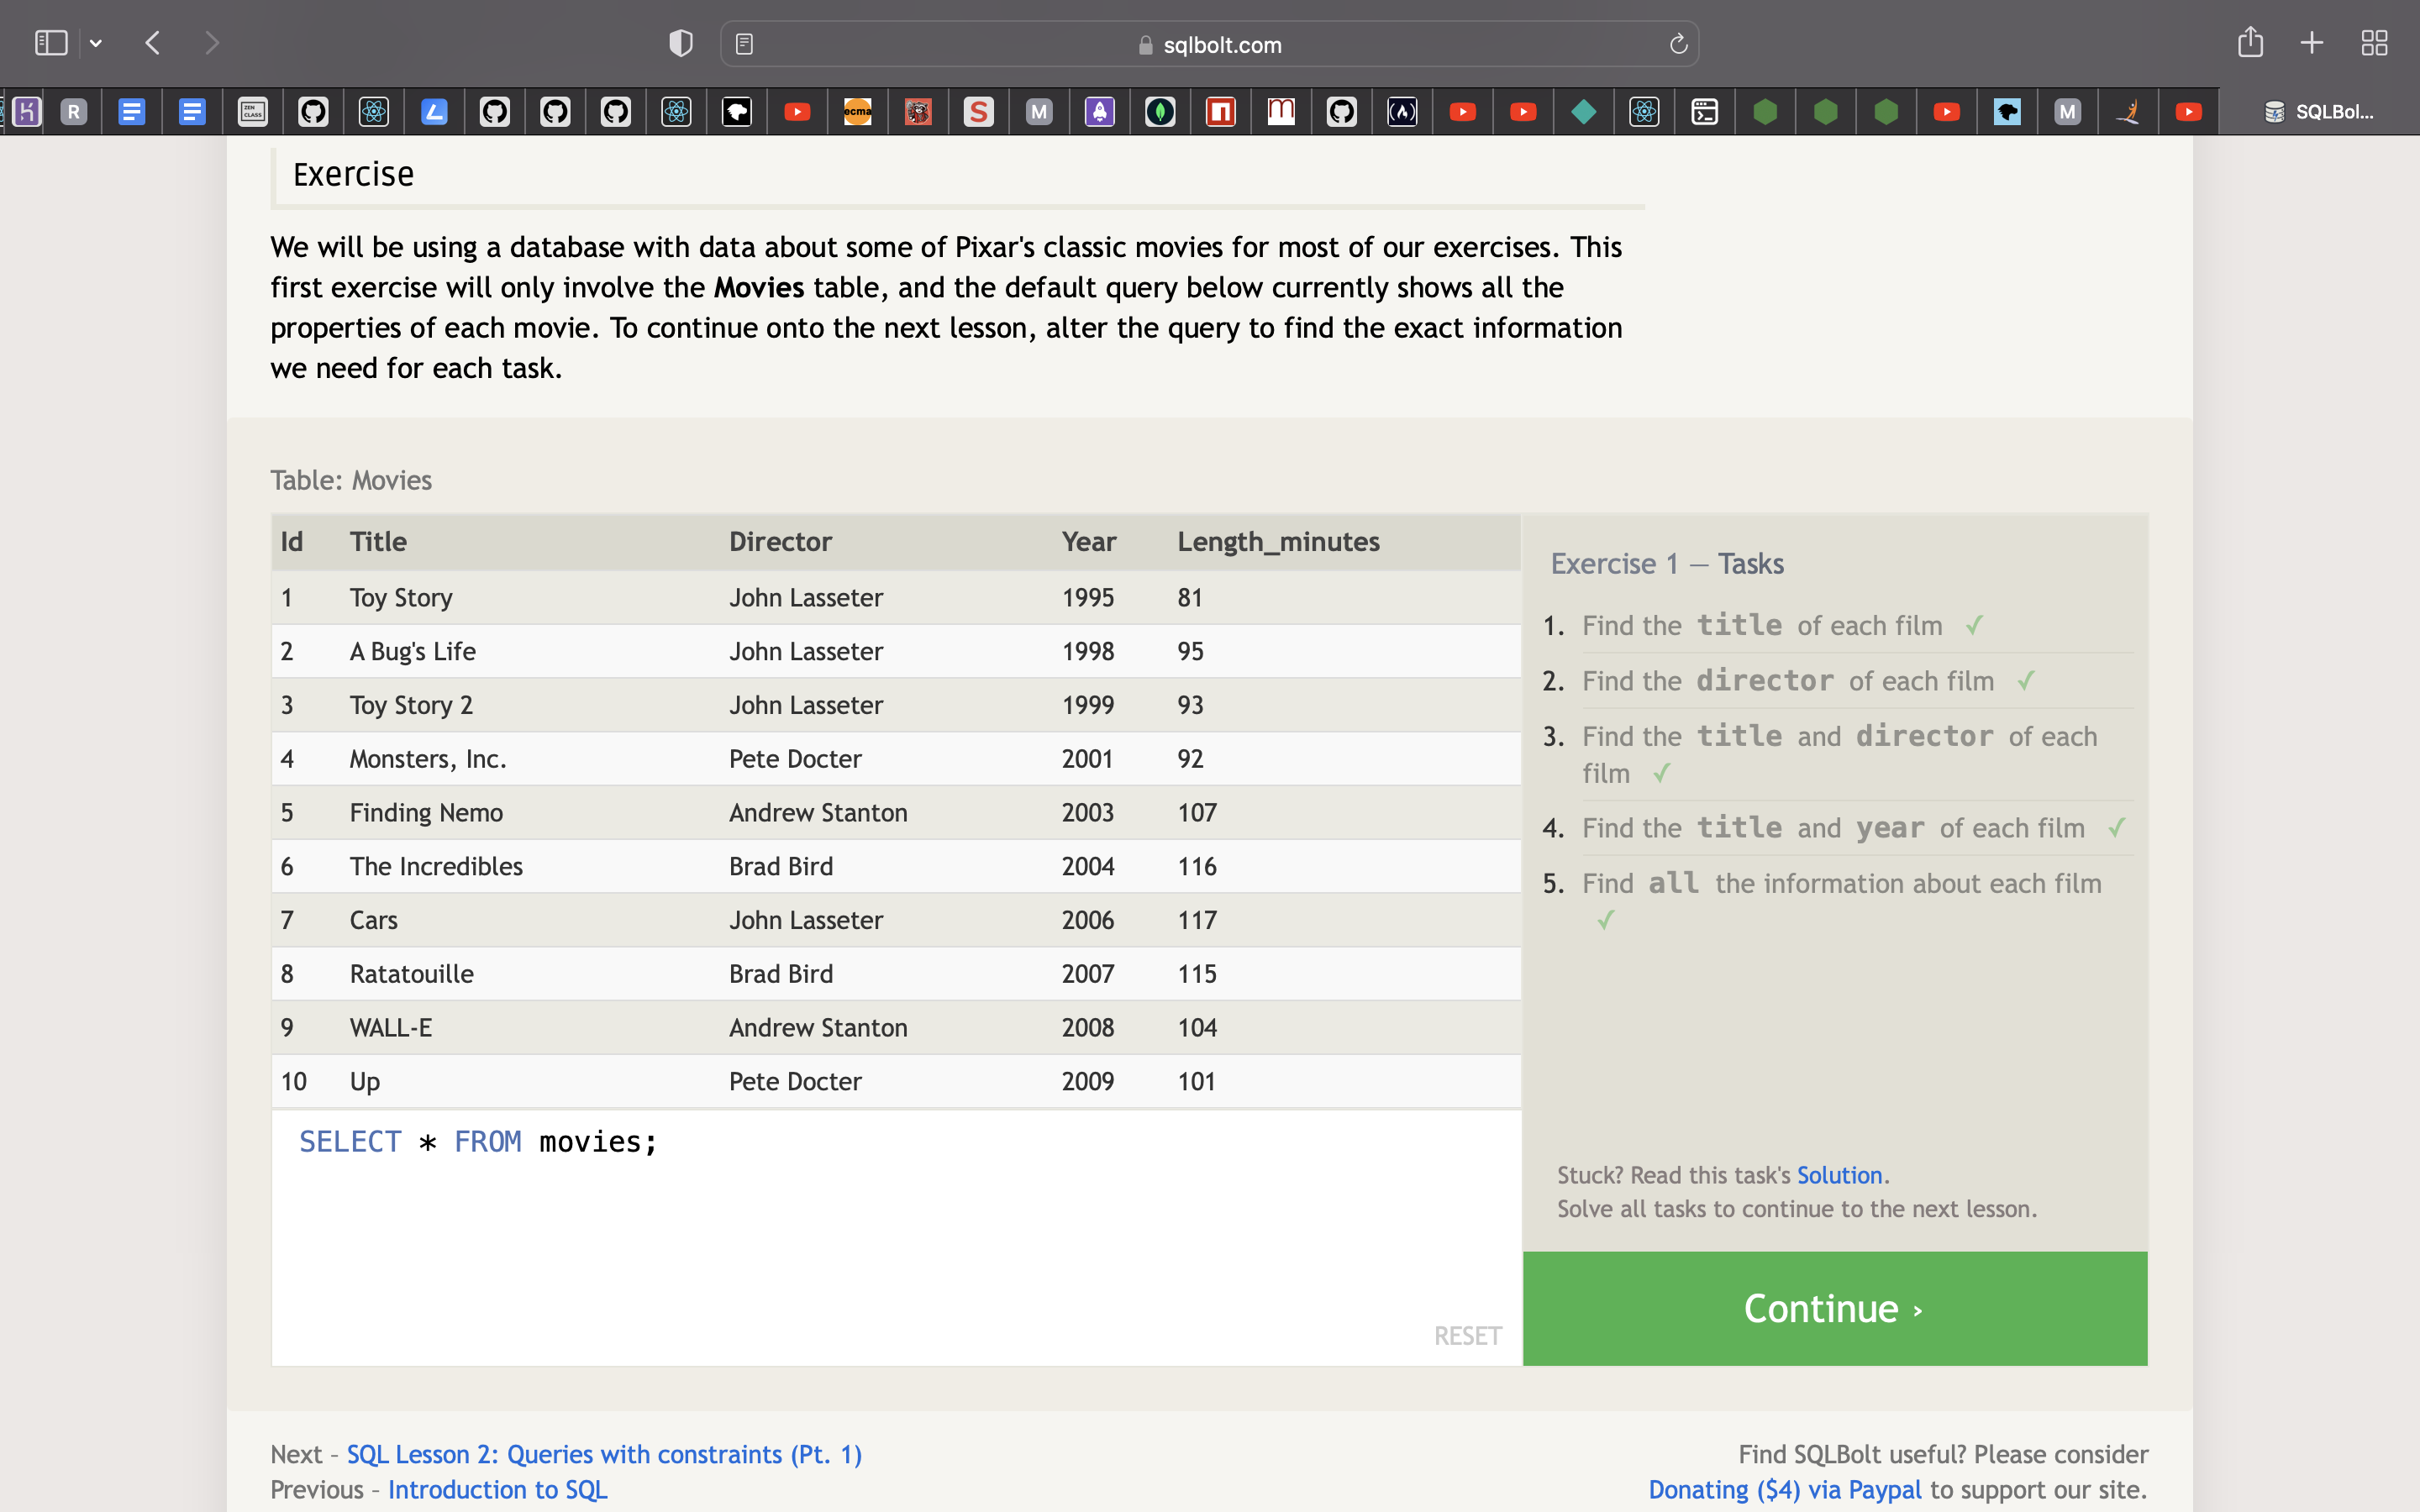 sqlbolt.com
R
ZEN
CLASS
ecma
S
M
M
SQLBol...
Exercise
We will be using a database with data about some of Pixar's classic movies for most of our exercises. This
first exercise will only involve the Movies table, and the default query below currently shows all the
properties of each movie. To continue onto the next lesson, alter the query to find the exact information
we need for each task.
Table: Movies
Id Title Director Year Length_minutes
1 Toy Story John Lasseter 1995 81
2 A Bug's Life John Lasseter 1998 95
3 Toy Story 2 John Lasseter 1999 93
4 Monsters, Inc. Pete Docter 2001 92
5 Finding Nemo Andrew Stanton 2003 107
6 The Incredibles Brad Bird 2004 116
7 Cars John Lasseter 2006 117
8 Ratatouille Brad Bird 2007 115
9 WALL-E Andrew Stanton 2008 104
10 Up Pete Docter 2009 101
SELECT * FROM movies;
RESET
Exercise 1 — Tasks
1. Find the title of each film ✓
2. Find the director of each film ✓
3. Find the title and director of each
film ✓
4. Find the title and year of each film ✓
5. Find all the information about each film
✓
Stuck? Read this task's Solution.
Solve all tasks to continue to the next lesson.
Continue ›
Next – SQL Lesson 2: Queries with constraints (Pt. 1)
Previous – Introduction to SQL
Find SQLBolt useful? Please consider
Donating ($4) via Paypal to support our site.